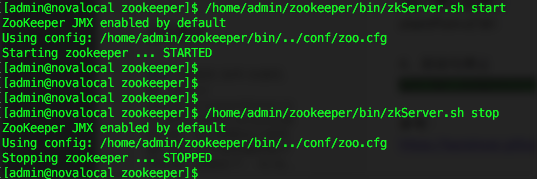 [[admin@novalocal zookeeper]$ /home/admin/zookeeper/bin/zkServer.sh start
ZooKeeper JMX enabled by default
Using config: /home/admin/zookeeper/bin/../conf/zoo.cfg
Starting zookeeper ... STARTED
[[admin@novalocal zookeeper]$
[[admin@novalocal zookeeper]$
[[admin@novalocal zookeeper]$
[[admin@novalocal zookeeper]$ /home/admin/zookeeper/bin/zkServer.sh stop
ZooKeeper JMX enabled by default
Using config: /home/admin/zookeeper/bin/../conf/zoo.cfg
Stopping zookeeper ... STOPPED
[admin@novalocal zookeeper]$